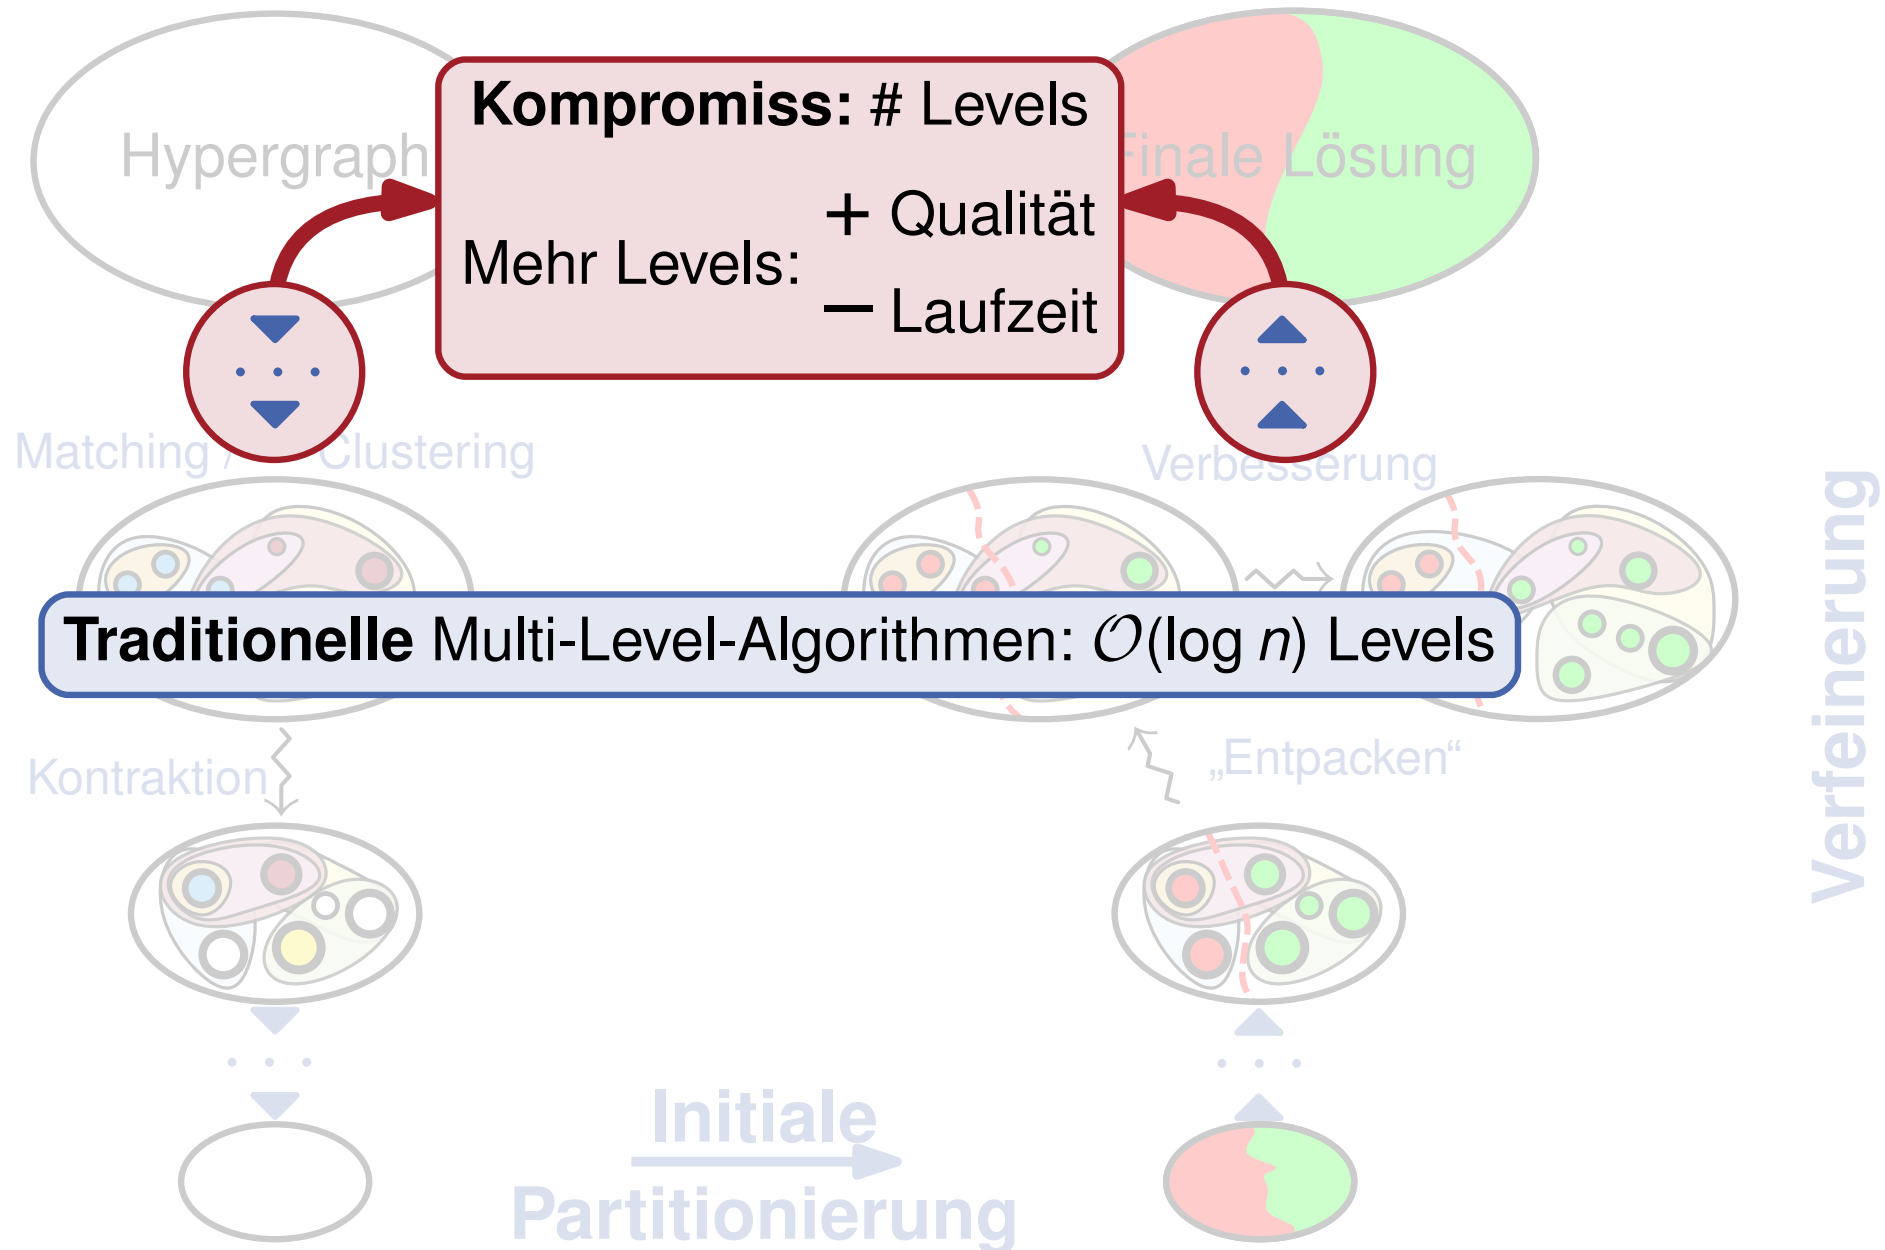 Kompromiss: # Levels
Hypergraph
Finale Lösung
+ Qualität
Mehr Levels:
− Laufzeit
Matching / Clustering
Verbesserung
Verfeinerung
Traditionelle Multi-Level-Algorithmen: 𝒪(log n) Levels
Kontraktion
„Entpacken“
Initiale
Partitionierung